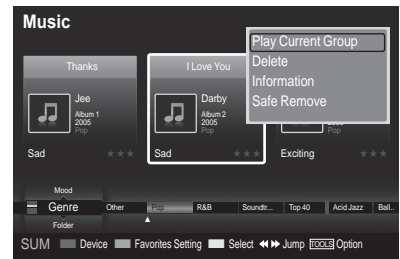 Music
Play Current Group
Delete
Information
Safe Remove
Thanks
Jee
Album 1
2005
Pop
Sad
I Love You
Darby
Album 2
2005
Pop
Sad
Pop
Exciting
Mood
Genre
Folder
Other Pop R&B Soundtr... Top 40 Acid Jazz Ball..
SUM Device Favorites Setting Select Jump TOOLS Option